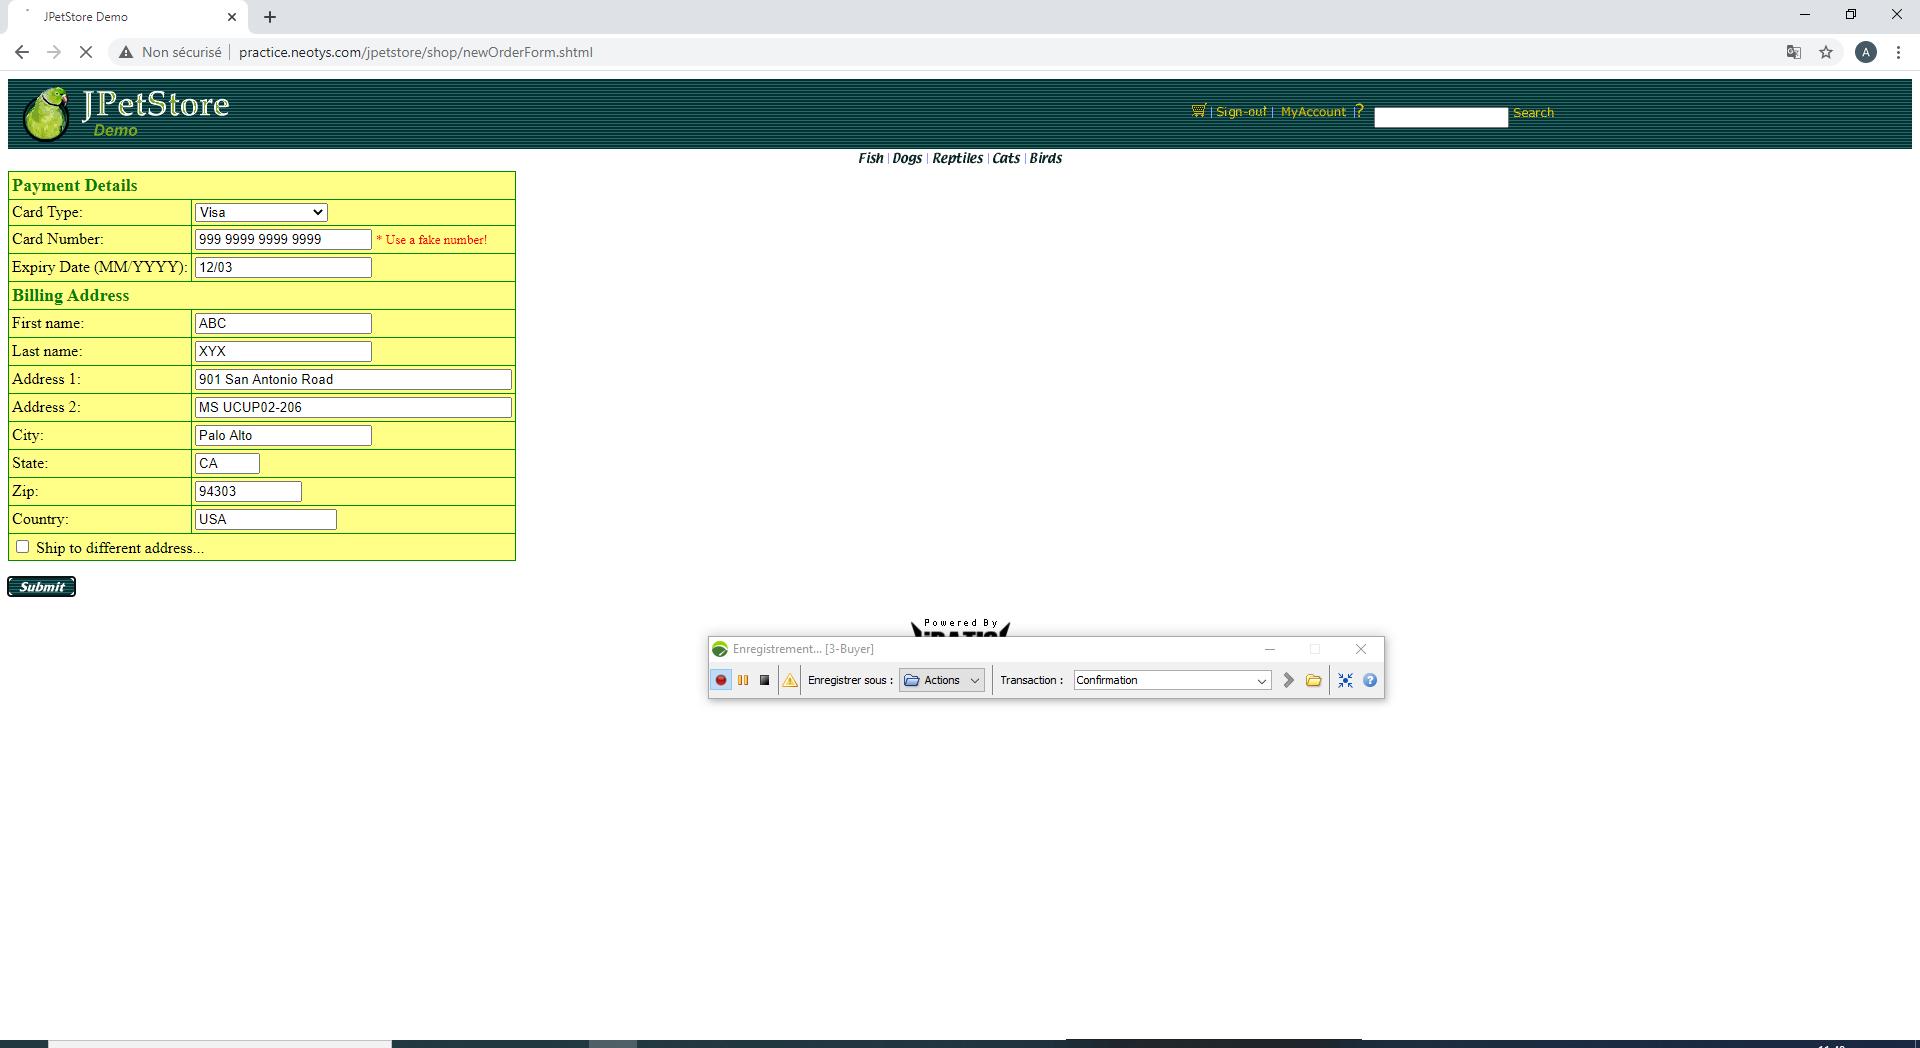 JPetStore Demo
Non sécurisé | practice.neotys.com/jpetstore/shop/newOrderForm.shtml
A
JPetStore
Demo
| Sign-out | MyAccount | ? Search
Fish | Dogs | Reptiles | Cats | Birds
Payment Details
Card Type: Visa
Card Number: 999 9999 9999 9999 * Use a fake number!
Expiry Date (MM/YYYY): 12/03
Billing Address
First name: ABC
Last name: XYX
Address 1: 901 San Antonio Road
Address 2: MS UCUP02-206
City: Palo Alto
State: CA
Zip: 94303
Country: USA
Ship to different address...
Submit
Powered By
Enregistrement... [3-Buyer]
Enregistrer sous : Actions Transaction : Confirmation